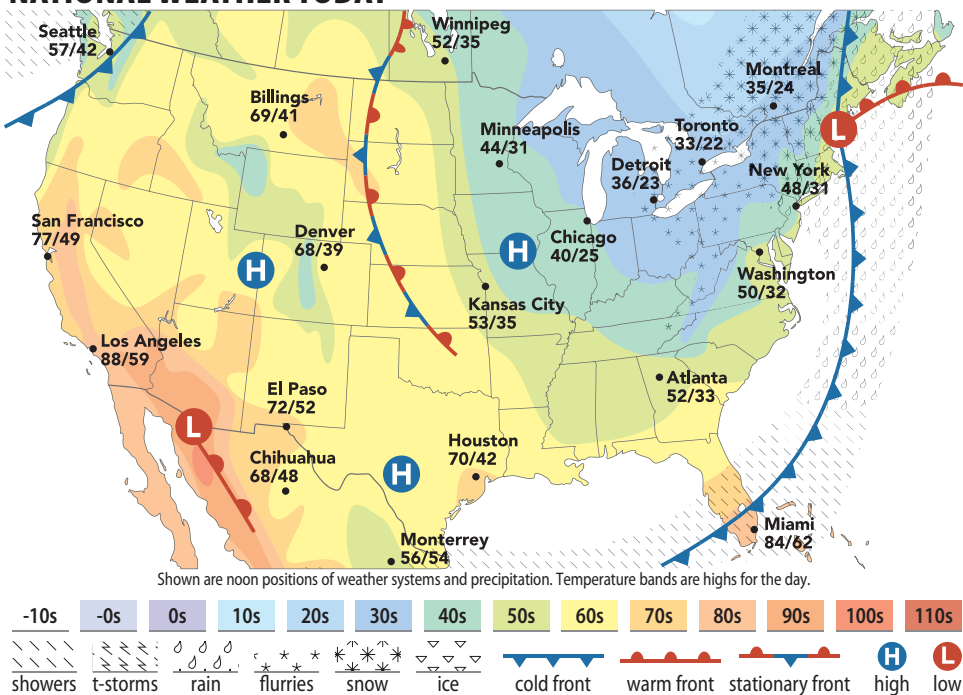 NATIONAL WEATHER TODAY
Seattle
57/42
Winnipeg
52/35
Montreal
35/24
Billings
69/41
Minneapolis
44/31
Toronto
33/22
Detroit
36/23
New York
48/31
L
San Francisco
77/49
Denver
68/39
H
H
Chicago
40/25
Washington
50/32
Kansas City
53/35
Los Angeles
88/59
Atlanta
52/33
El Paso
72/52
L
Chihuahua
68/48
H
Houston
70/42
Miami
84/62
Monterrey
56/54
Shown are noon positions of weather systems and precipitation. Temperature bands are highs for the day.
-10s -0s 0s 10s 20s 30s 40s 50s 60s 70s 80s 90s 100s 110s
H L
showers t-storms rain flurries snow ice cold front warm front stationary front high low